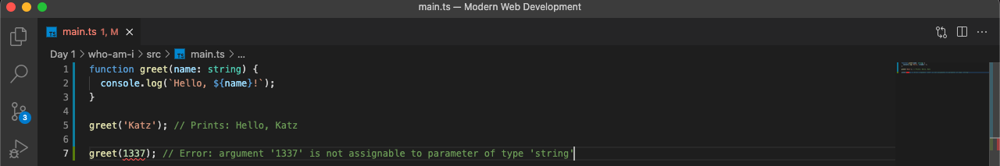 main.ts — Modern Web Development
TS main.ts 1, M
Day 1 > who-am-i > src > TS main.ts > ...
1 function greet(name: string) {
2 console.log(`Hello, ${name}!`);
3 }
4
5 greet('Katz'); // Prints: Hello, Katz
6
7 greet(1337); // Error: argument '1337' is not assignable to parameter of type 'string'
3